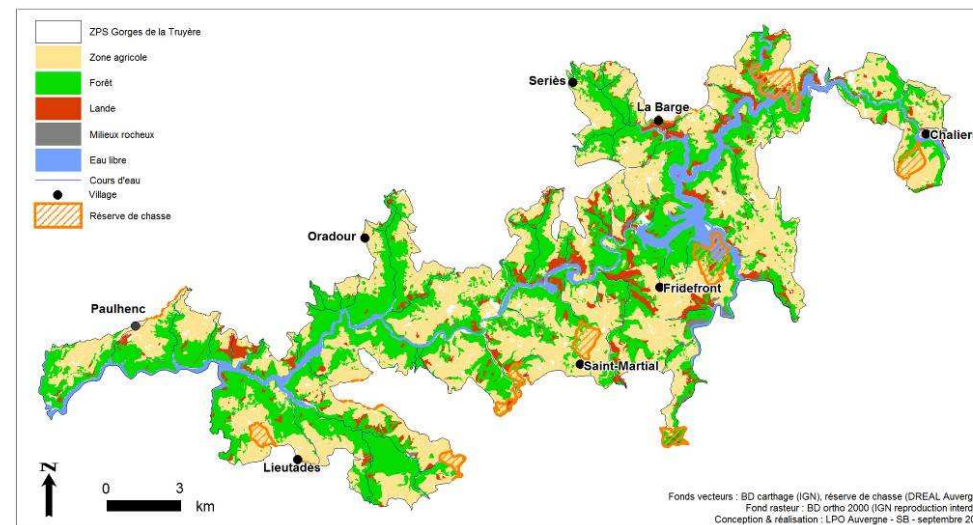 ZPS Gorges de la Truyère
Zone agricole
Forêt
Lande
Milieux rocheux
Eau libre
Cours d'eau
Village
Réserve de chasse
Seriès
La Barge
Chaliers
Oradour
Fridefront
Paulhenc
Saint-Martial
Lieutadès
N
0 3
km
Fonds vecteurs : BD carthage (IGN), réserve de chasse (DREAL Auverg
Fond rasteur : BD ortho 2000 (IGN reproduction interd
Conception & réalisation : LPO Auvergne - SB - septembre 20